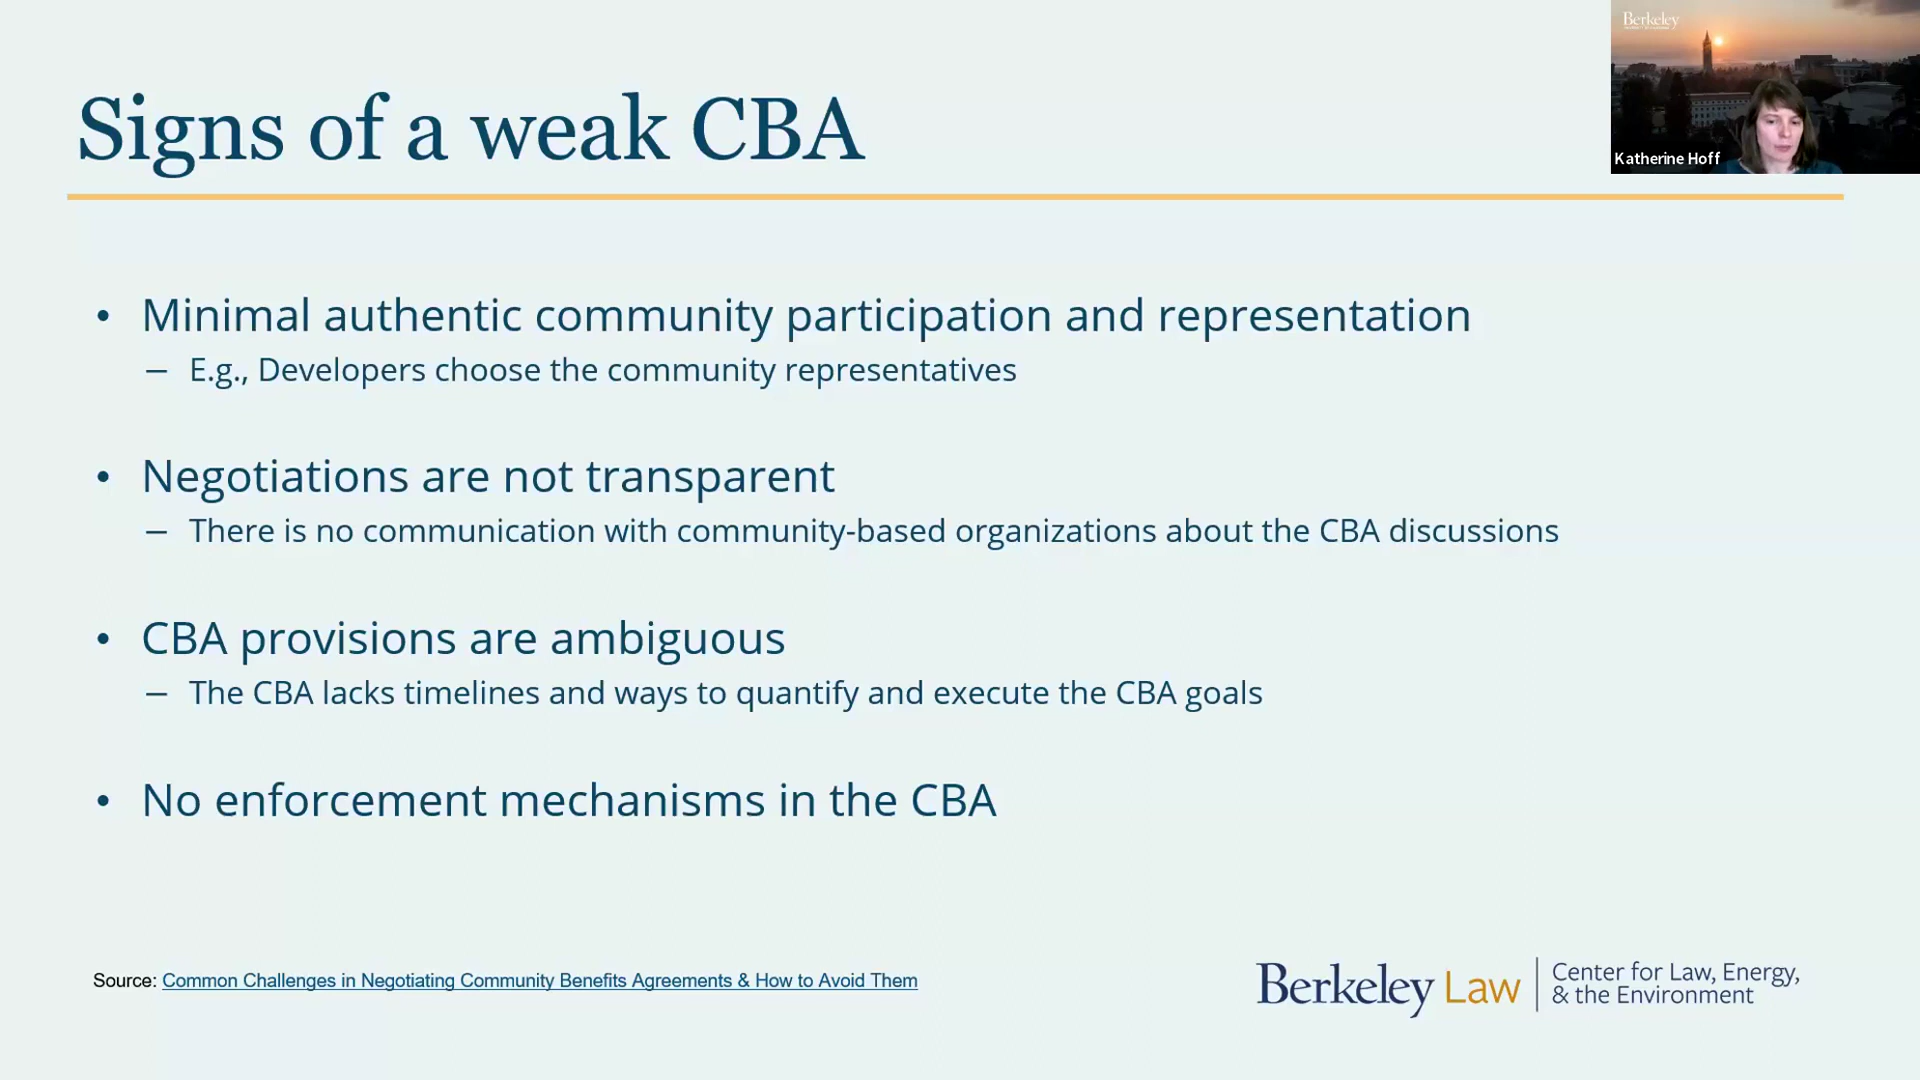 Berkeley
Katherine Hoff
Signs of a weak CBA
• Minimal authentic community participation and representation
– E.g., Developers choose the community representatives
• Negotiations are not transparent
– There is no communication with community-based organizations about the CBA discussions
• CBA provisions are ambiguous
– The CBA lacks timelines and ways to quantify and execute the CBA goals
• No enforcement mechanisms in the CBA
Source: Common Challenges in Negotiating Community Benefits Agreements & How to Avoid Them
Berkeley Law
Center for Law, Energy,
& the Environment